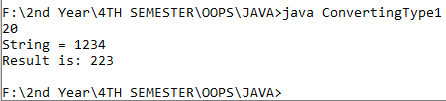 F:\2nd Year\4TH SEMESTER\OOPS\JAVA>java ConvertingType1
20
String = 1234
Result is: 223
F:\2nd Year\4TH SEMESTER\OOPS\JAVA>